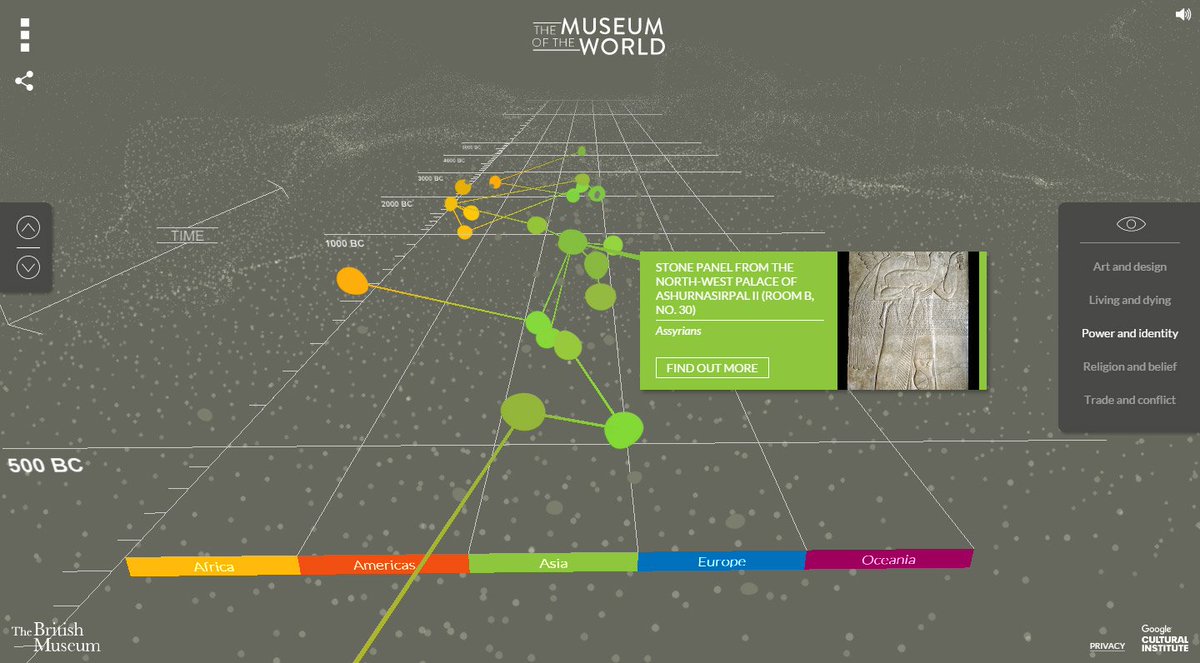 THE MUSEUM
OF THE WORLD
5000 BC
4000 BC
3000 BC
2000 BC
1000 BC
TIME
STONE PANEL FROM THE
NORTH-WEST PALACE OF
ASHURNASIRPAL II (ROOM B,
NO. 30)
Assyrians
FIND OUT MORE
Art and design
Living and dying
Power and identity
Religion and belief
Trade and conflict
500 BC
Africa
Americas
Asia
Europe
Oceania
The British
Museum
PRIVACY
Google
CULTURAL
INSTITUTE